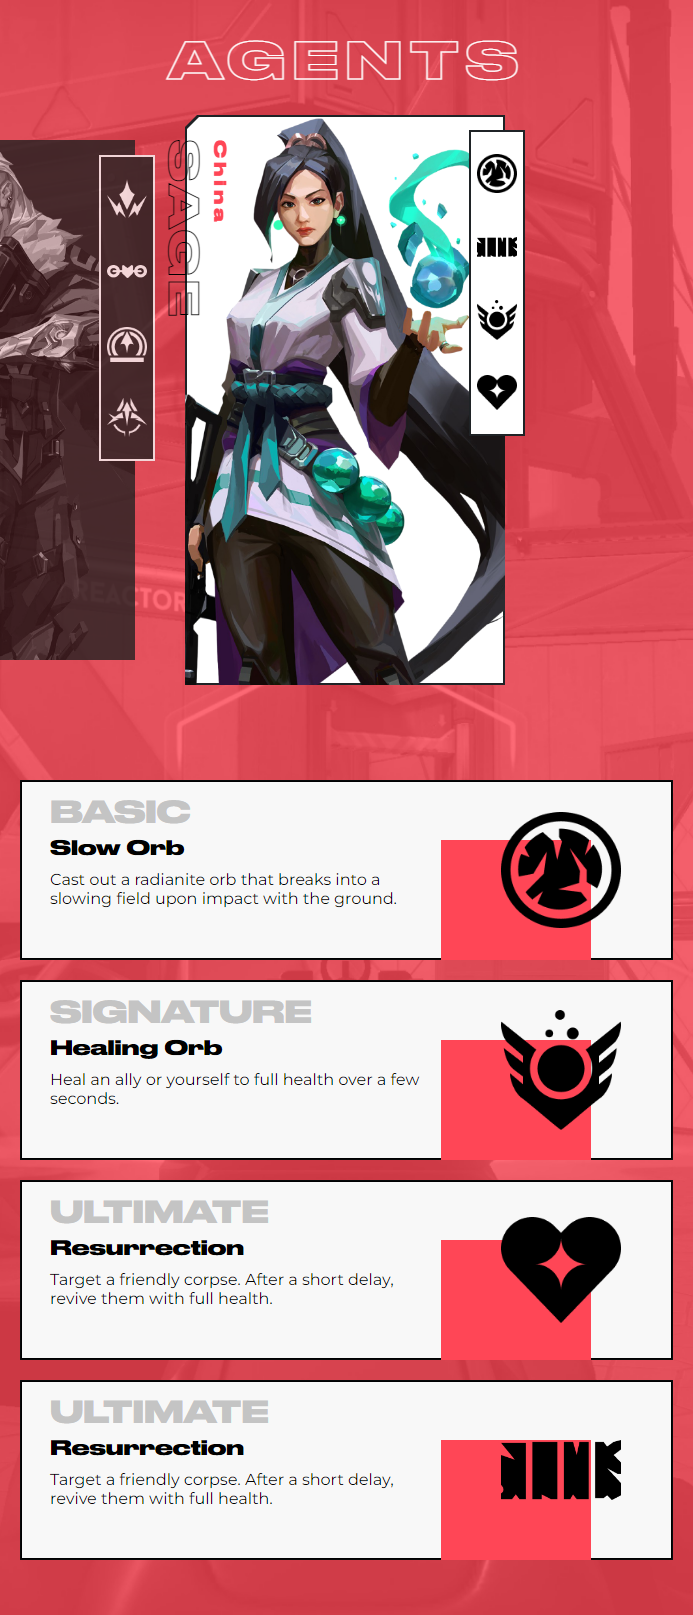 AGENTS
SAGE
China
REACTOR
BASIC
Slow Orb
Cast out a radianite orb that breaks into a
slowing field upon impact with the ground.
SIGNATURE
Healing Orb
Heal an ally or yourself to full health over a few
seconds.
ULTIMATE
Resurrection
Target a friendly corpse. After a short delay,
revive them with full health.
ULTIMATE
Resurrection
Target a friendly corpse. After a short delay,
revive them with full health.